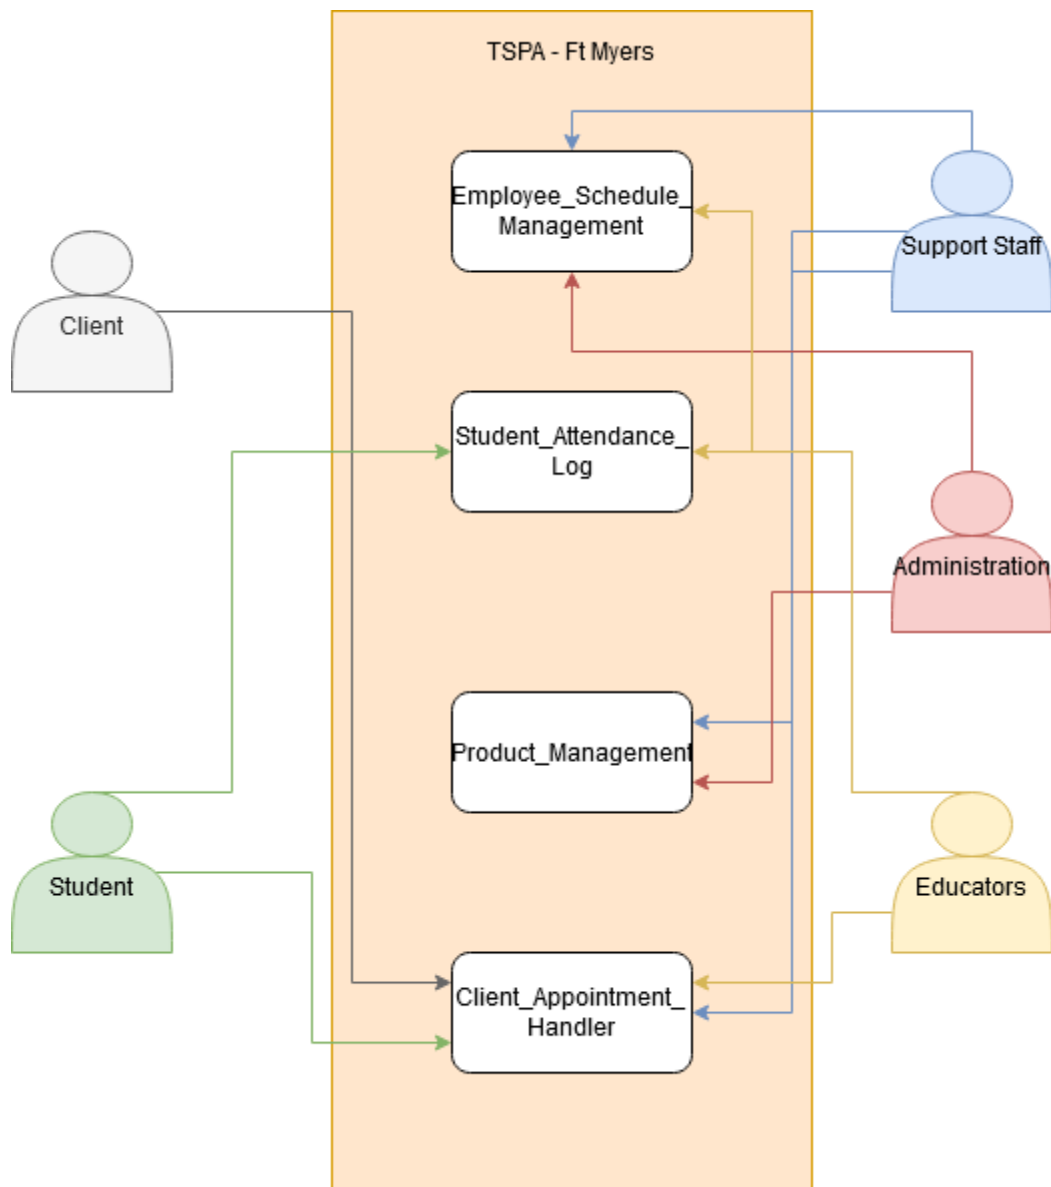 TSPA - Ft Myers
Employee_Schedule_
Management
Support Staff
Client
Student_Attendance_
Log
Administration
Product_Management
Student
Educators
Client_Appointment_
Handler